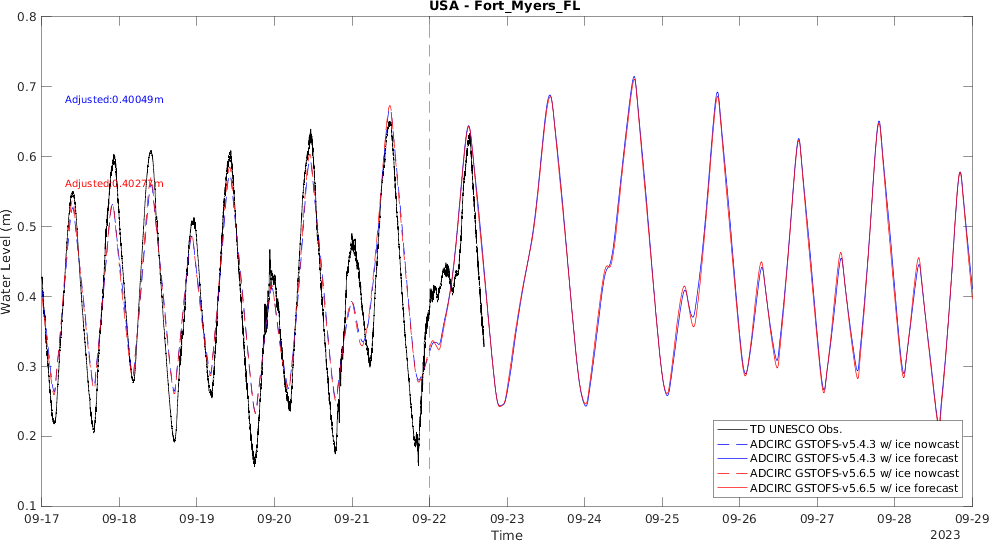 USA - Fort_Myers_FL
0.8
0.7
0.6
0.5
0.4
0.3
0.2
0.1
Water Level (m)
Adjusted:0.40049m
Adjusted:0.40277m
TD UNESCO Obs.
ADCIRC GSTOFS-v5.4.3 w/ ice nowcast
ADCIRC GSTOFS-v5.4.3 w/ ice forecast
ADCIRC GSTOFS-v5.6.5 w/ ice nowcast
ADCIRC GSTOFS-v5.6.5 w/ ice forecast
09-17 09-18 09-19 09-20 09-21 09-22 09-23 09-24 09-25 09-26 09-27 09-28 09-29
Time
2023